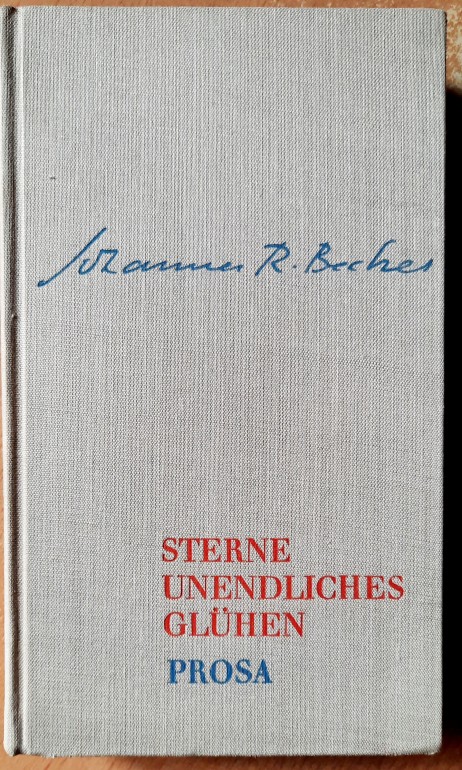 Johannes R. Becher
STERNE
UNENDLICHES
GLÜHEN
PROSA